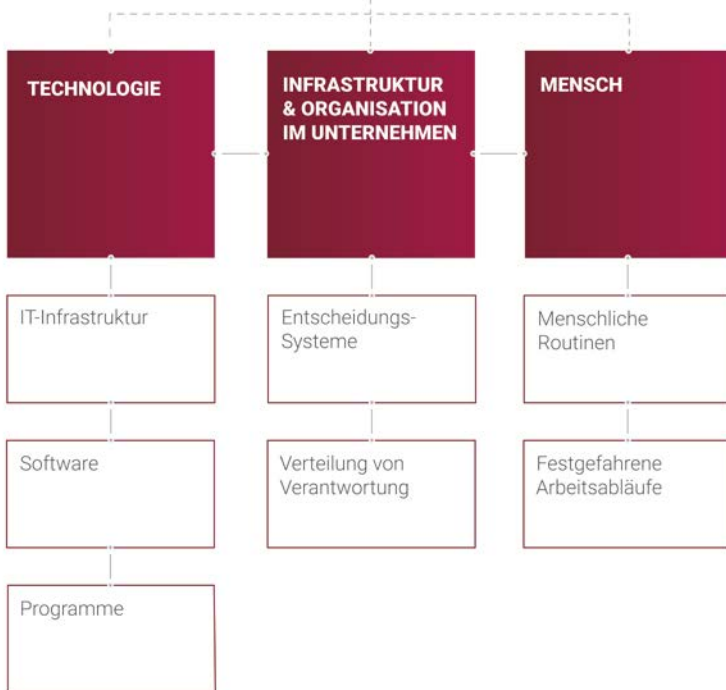 TECHNOLOGIE
INFRASTRUKTUR
& ORGANISATION
IM UNTERNEHMEN
MENSCH
IT-Infrastruktur
Entscheidungs-
Systeme
Menschliche
Routinen
Software
Verteilung von
Verantwortung
Festgefahrene
Arbeitsabläufe
Programme